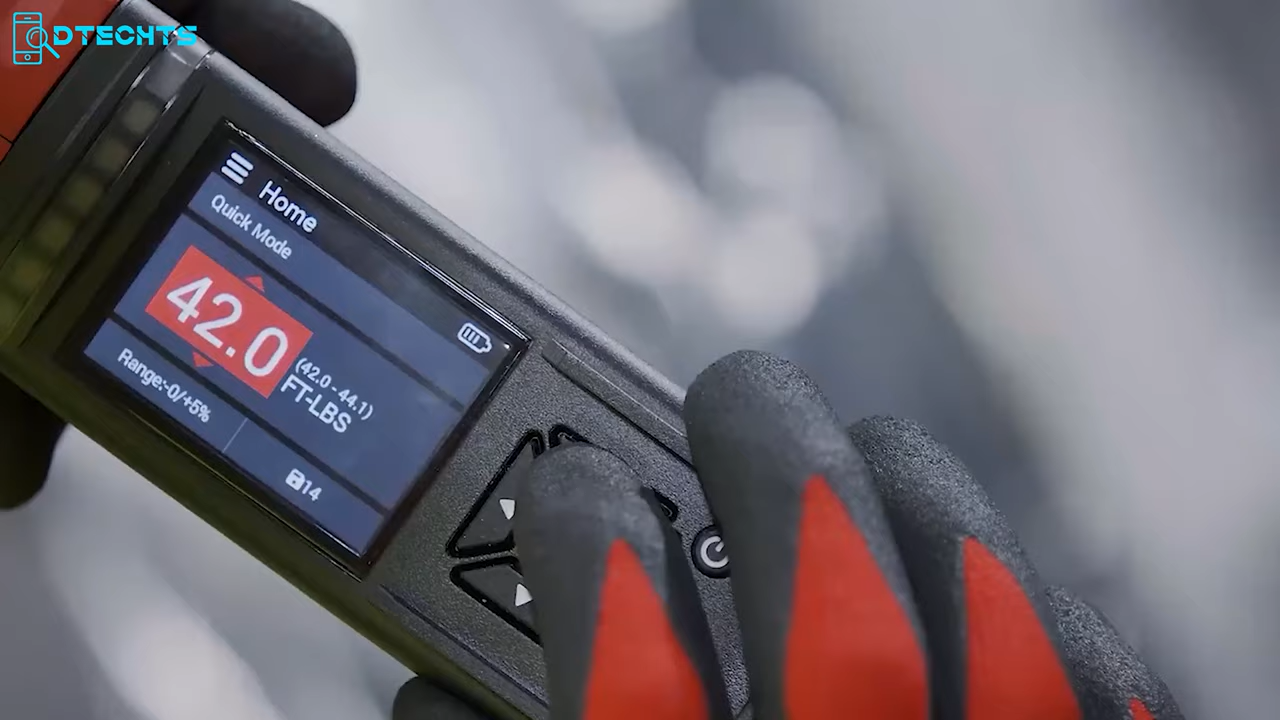 DTECHTS
Home
Quick Mode
42.0
(42.0 - 44.1)
FT-LBS
Range:-0/+5%
14